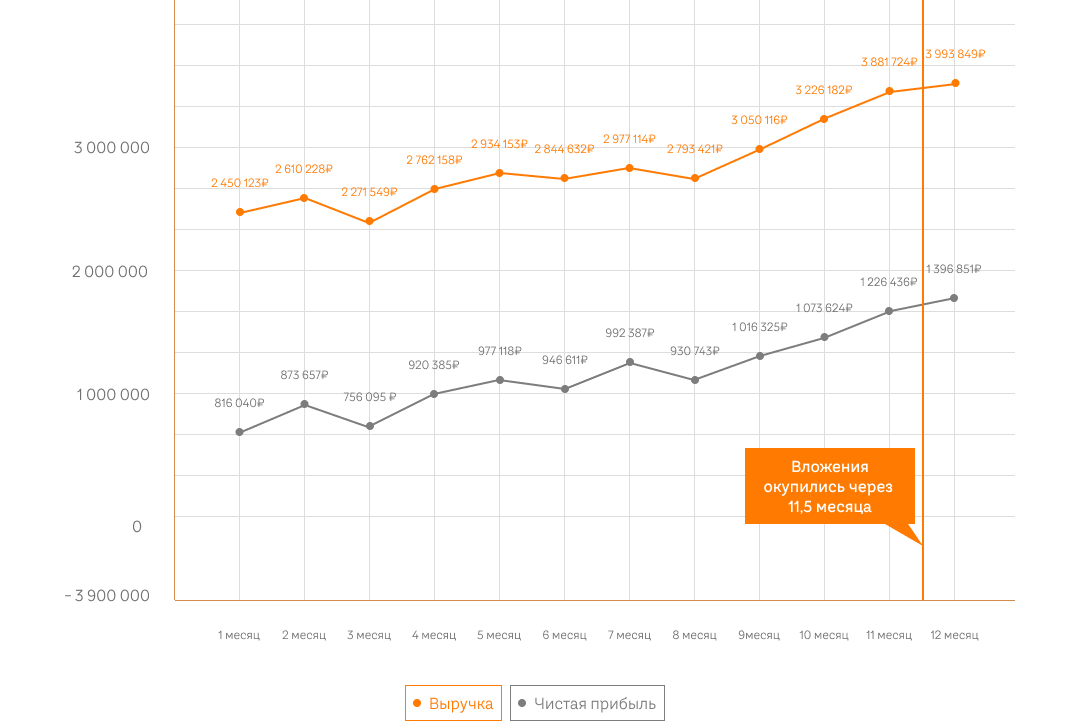 3 000 000
2 000 000
1 000 000
0
- 3 900 000
2 450 123₽
2 610 228₽
2 271 549₽
2 762 158₽
2 934 153₽
2 844 632₽
2 977 114₽
2 793 421₽
3 050 116₽
3 226 182₽
3 881 724₽
3 993 849₽
816 040₽
873 657₽
756 095 ₽
920 385₽
977 118₽
946 611₽
992 387₽
930 743₽
1 016 325₽
1 073 624₽
1 226 436₽
1 396 851₽
Вложения
окупились через
11,5 месяца
1 месяц
2 месяц
3 месяц
4 месяц
5 месяц
6 месяц
7 месяц
8 месяц
9месяц
10 месяц
11 месяц
12 месяц
Выручка
Чистая прибыль